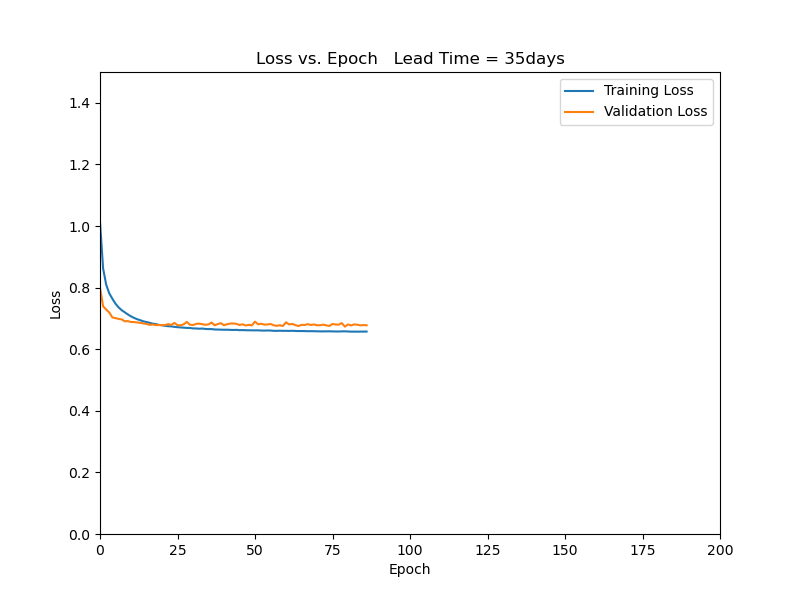 Loss vs. Epoch   Lead Time = 35days
Training Loss
Validation Loss
1.4
1.2
1.0
0.8
0.6
0.4
0.2
0.0
Loss
0 25 50 75 100 125 150 175 200
Epoch